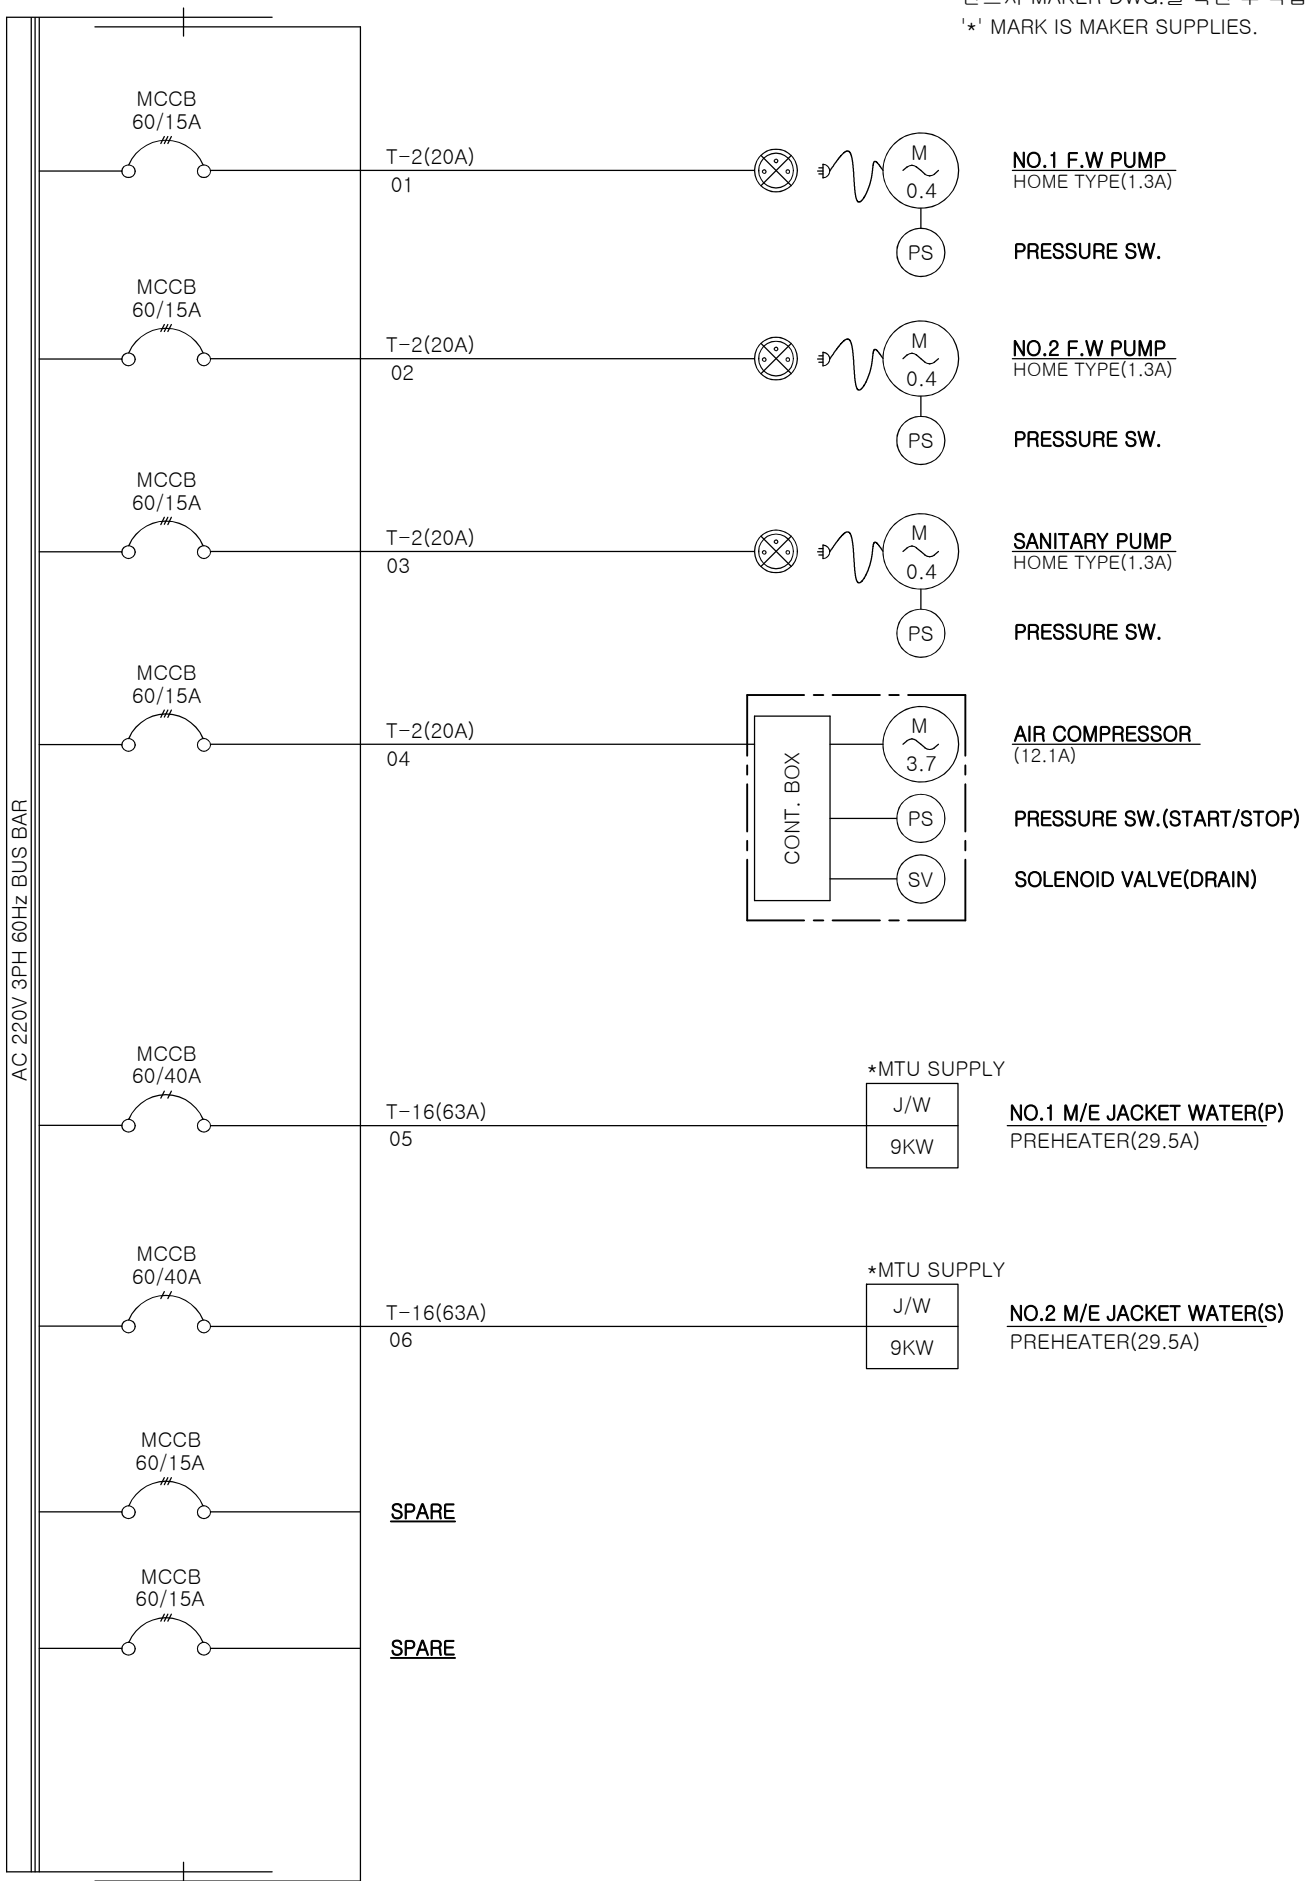 MAKER DWG.
'*' MARK IS MAKER SUPPLIES.
MCCB
60/15A
T-2(20A)
01
M
0.4
NO.1 F.W PUMP
HOME TYPE(1.3A)
PS
PRESSURE SW.
MCCB
60/15A
T-2(20A)
02
M
0.4
NO.2 F.W PUMP
HOME TYPE(1.3A)
PS
PRESSURE SW.
MCCB
60/15A
T-2(20A)
03
M
0.4
SANITARY PUMP
HOME TYPE(1.3A)
PS
PRESSURE SW.
MCCB
60/15A
T-2(20A)
04
CONT. BOX
M
3.7
AIR COMPRESSOR
(12.1A)
PS
PRESSURE SW.(START/STOP)
SV
SOLENOID VALVE(DRAIN)
AC 220V 3PH 60Hz BUS BAR
MCCB
60/40A
T-16(63A)
05
*MTU SUPPLY
J/W
9KW
NO.1 M/E JACKET WATER(P)
PREHEATER(29.5A)
MCCB
60/40A
T-16(63A)
06
*MTU SUPPLY
J/W
9KW
NO.2 M/E JACKET WATER(S)
PREHEATER(29.5A)
MCCB
60/15A
SPARE
MCCB
60/15A
SPARE